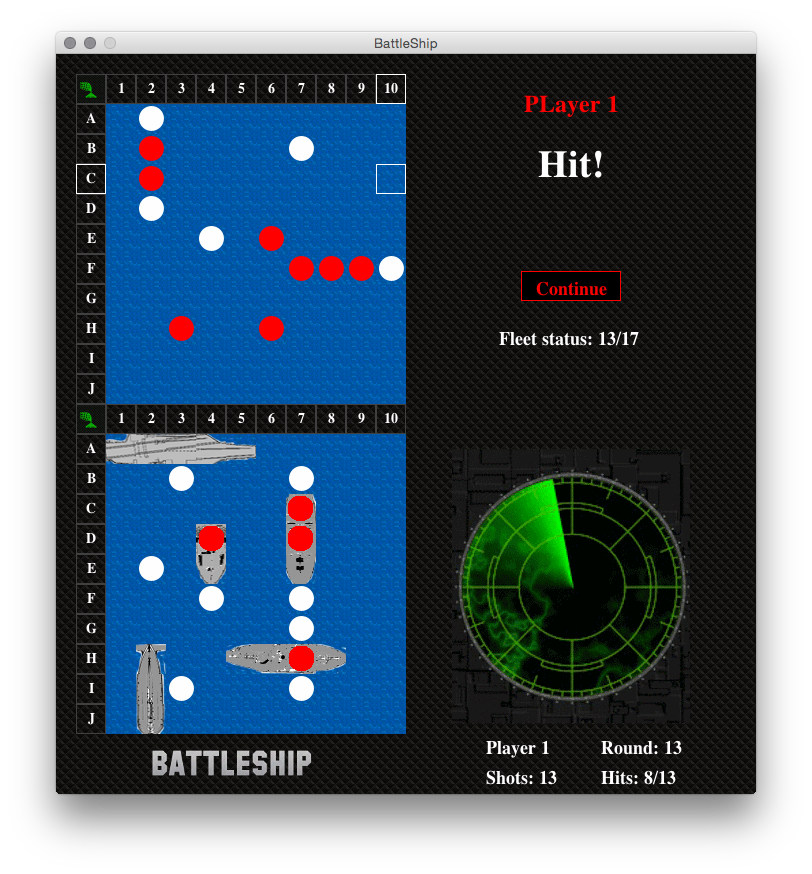 BattleShip
1 2 3 4 5 6 7 8 9 10
A
B
C
D
E
F
G
H
I
J
PLayer 1
Hit!
Continue
Fleet status: 13/17
1 2 3 4 5 6 7 8 9 10
A
B
C
D
E
F
G
H
I
J
BATTLESHIP
Player 1 Round: 13
Shots: 13 Hits: 8/13